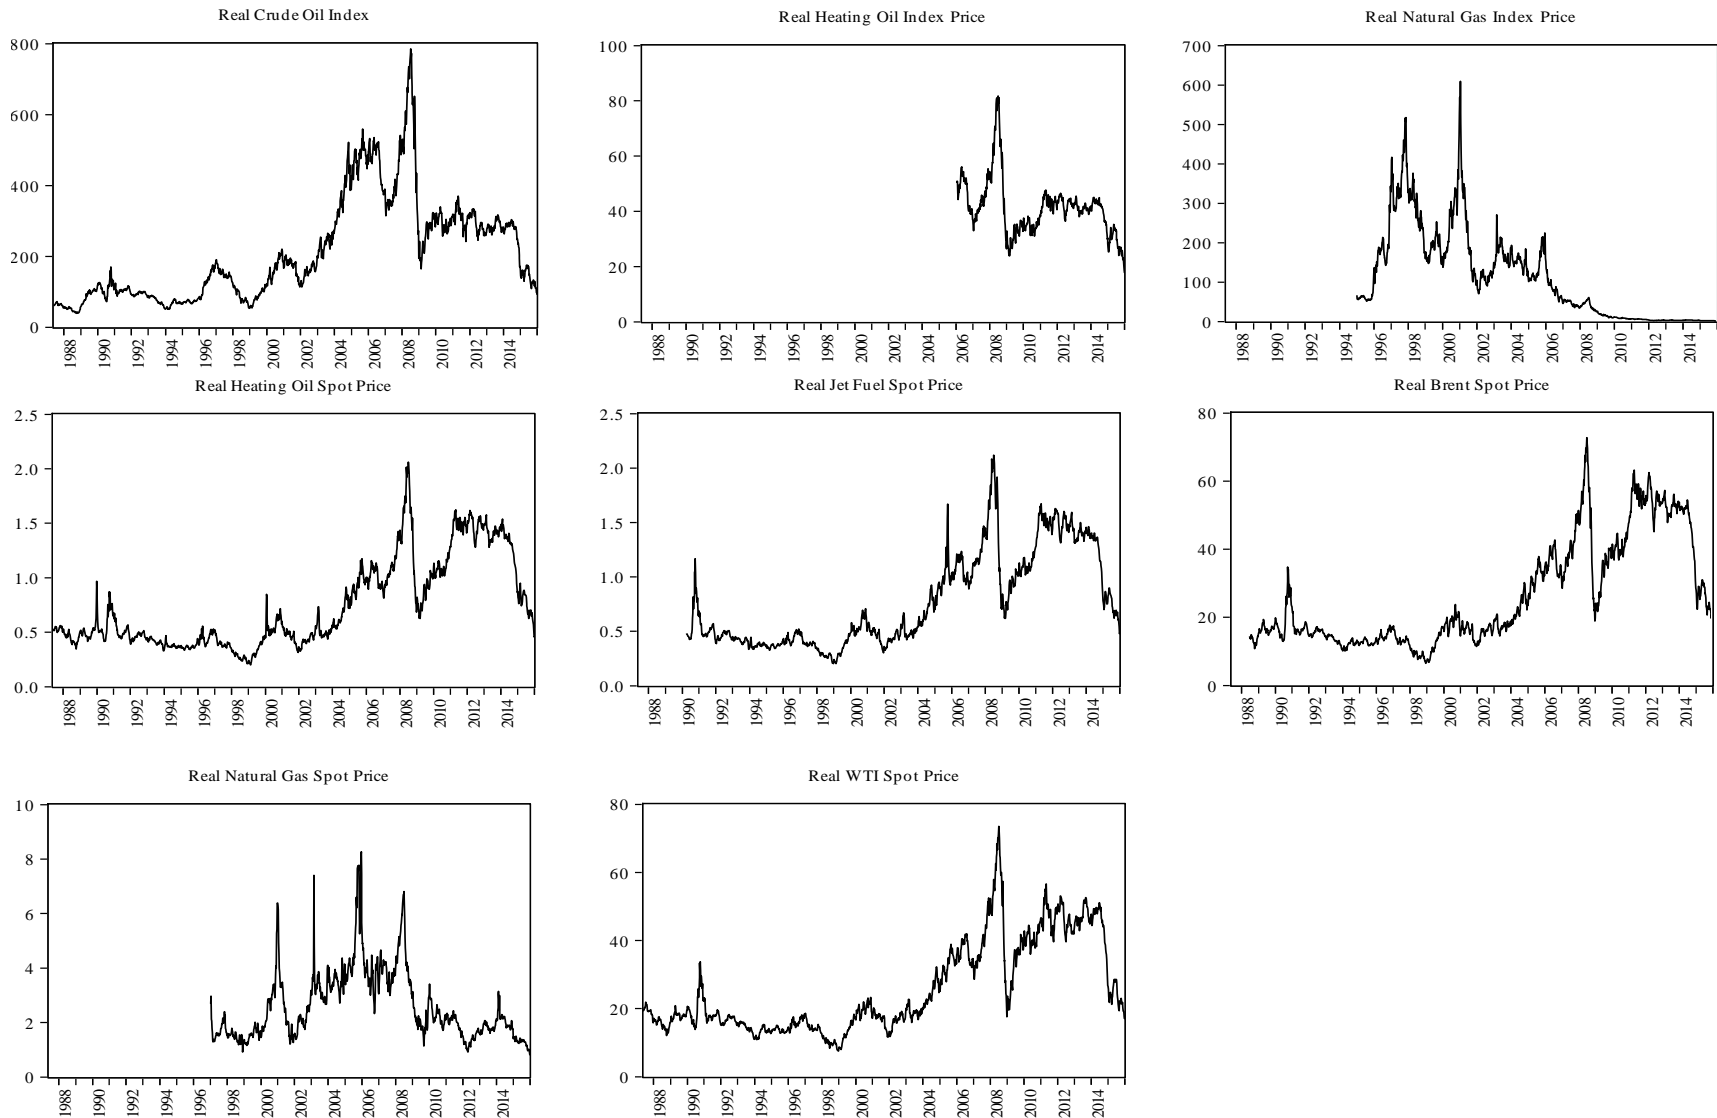 Real Crude Oil Index
800
600
400
200
0
1988 1990 1992 1994 1996 1998 2000 2002 2004 2006 2008 2010 2012 2014
Real Heating Oil Index Price
100
80
60
40
20
0
1988 1990 1992 1994 1996 1998 2000 2002 2004 2006 2008 2010 2012 2014
Real Natural Gas Index Price
700
600
500
400
300
200
100
0
1988 1990 1992 1994 1996 1998 2000 2002 2004 2006 2008 2010 2012 2014
Real Heating Oil Spot Price
2.5
2.0
1.5
1.0
0.5
0.0
1988 1990 1992 1994 1996 1998 2000 2002 2004 2006 2008 2010 2012 2014
Real Jet Fuel Spot Price
2.5
2.0
1.5
1.0
0.5
0.0
1988 1990 1992 1994 1996 1998 2000 2002 2004 2006 2008 2010 2012 2014
Real Brent Spot Price
80
60
40
20
0
1988 1990 1992 1994 1996 1998 2000 2002 2004 2006 2008 2010 2012 2014
Real Natural Gas Spot Price
10
8
6
4
2
0
1988 1990 1992 1994 1996 1998 2000 2002 2004 2006 2008 2010 2012 2014
Real WTI Spot Price
80
60
40
20
0
1988 1990 1992 1994 1996 1998 2000 2002 2004 2006 2008 2010 2012 2014